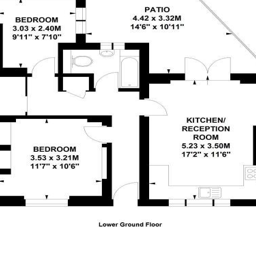 PATIO
4.42 x 3.32M
14'6" x 10'11"
BEDROOM
3.03 x 2.40M
9'11" x 7'10"
KITCHEN/
RECEPTION
ROOM
5.23 x 3.50M
17'2" x 11'6"
BEDROOM
3.53 x 3.21M
11'7" x 10'6"
Lower Ground Floor